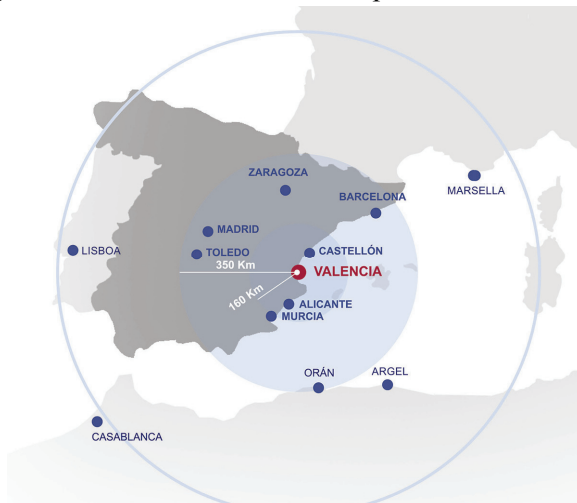 ZARAGOZA
BARCELONA
MARSELLA
MADRID
LISBOA
TOLEDO
CASTELLÓN
350 Km
VALENCIA
160 Km
ALICANTE
MURCIA
ORÁN
ARGEL
CASABLANCA